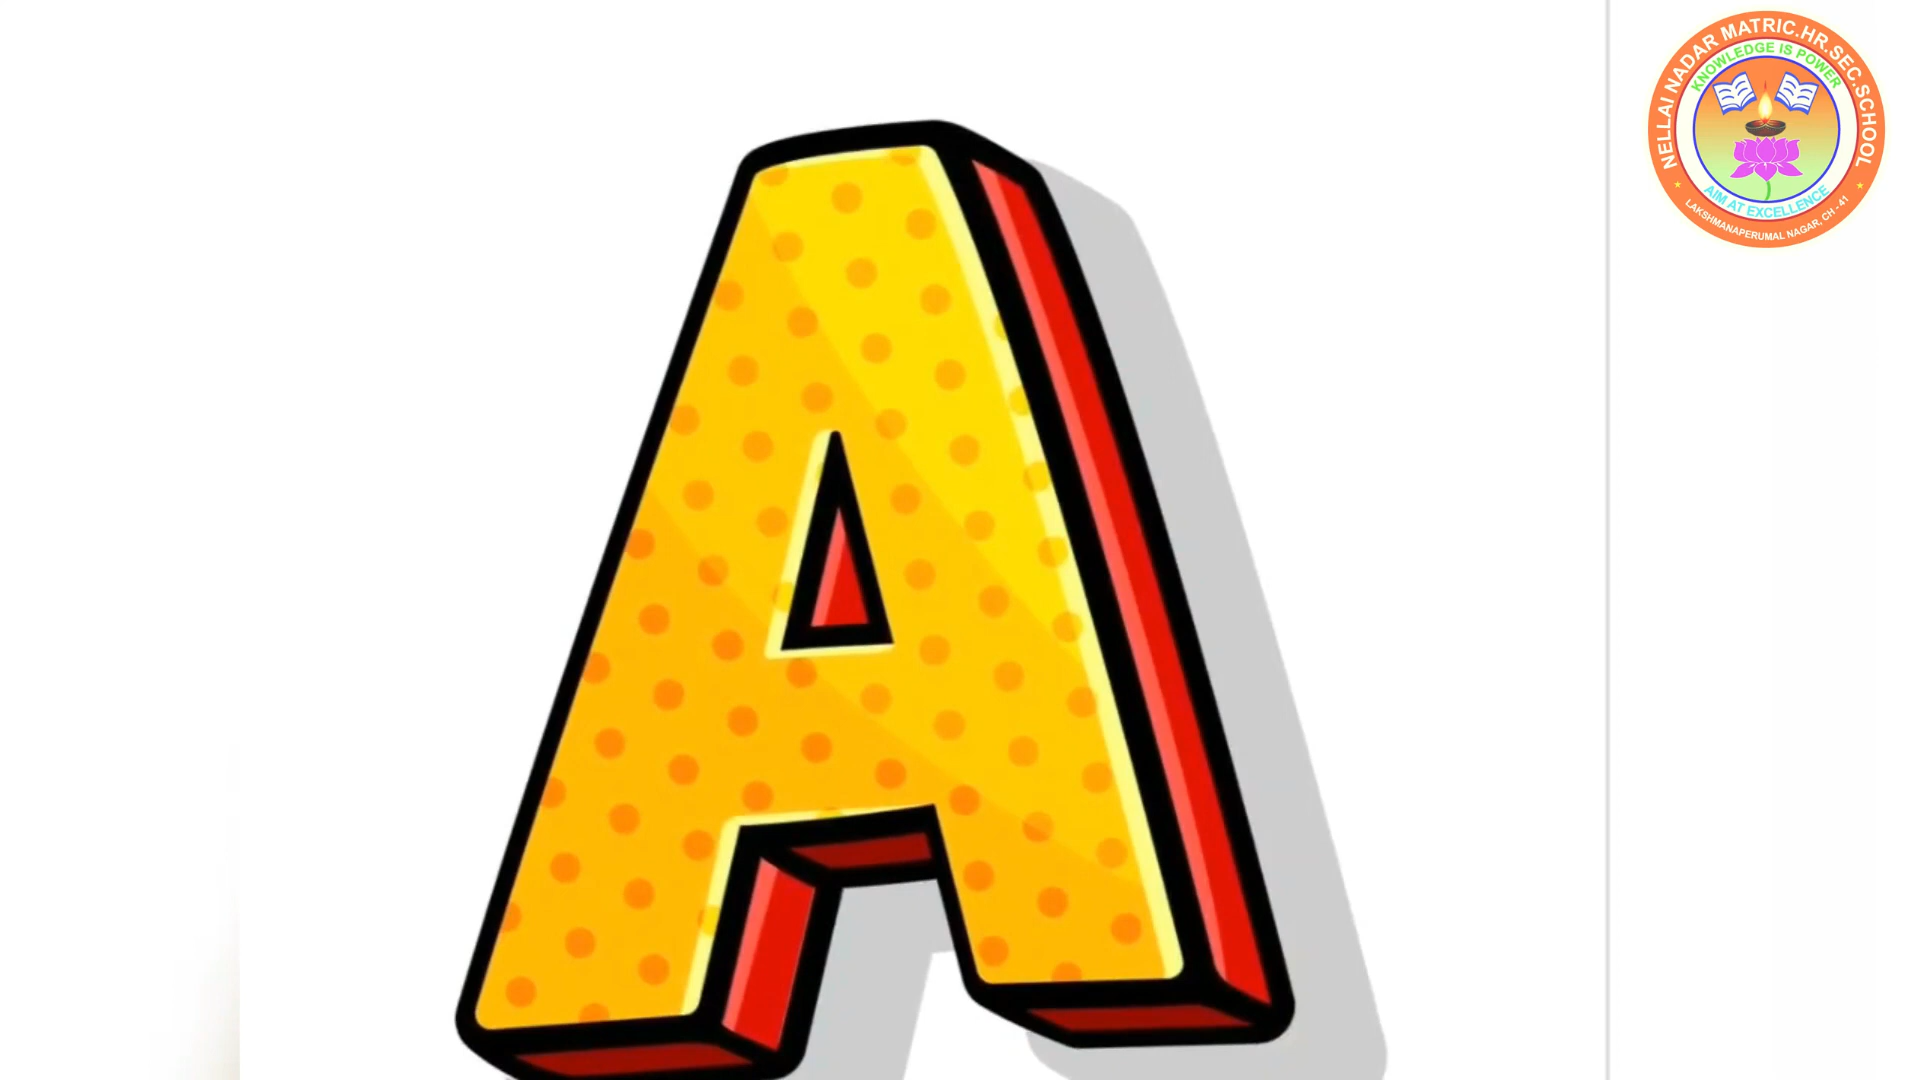 A
NELLAI NADAR MATRIC.HR.SEC.SCHOOL
KNOWLEDGE IS POWER
AIM AT EXCELLENCE
LAKSHMANAPERUMAL NAGAR, CH - 41